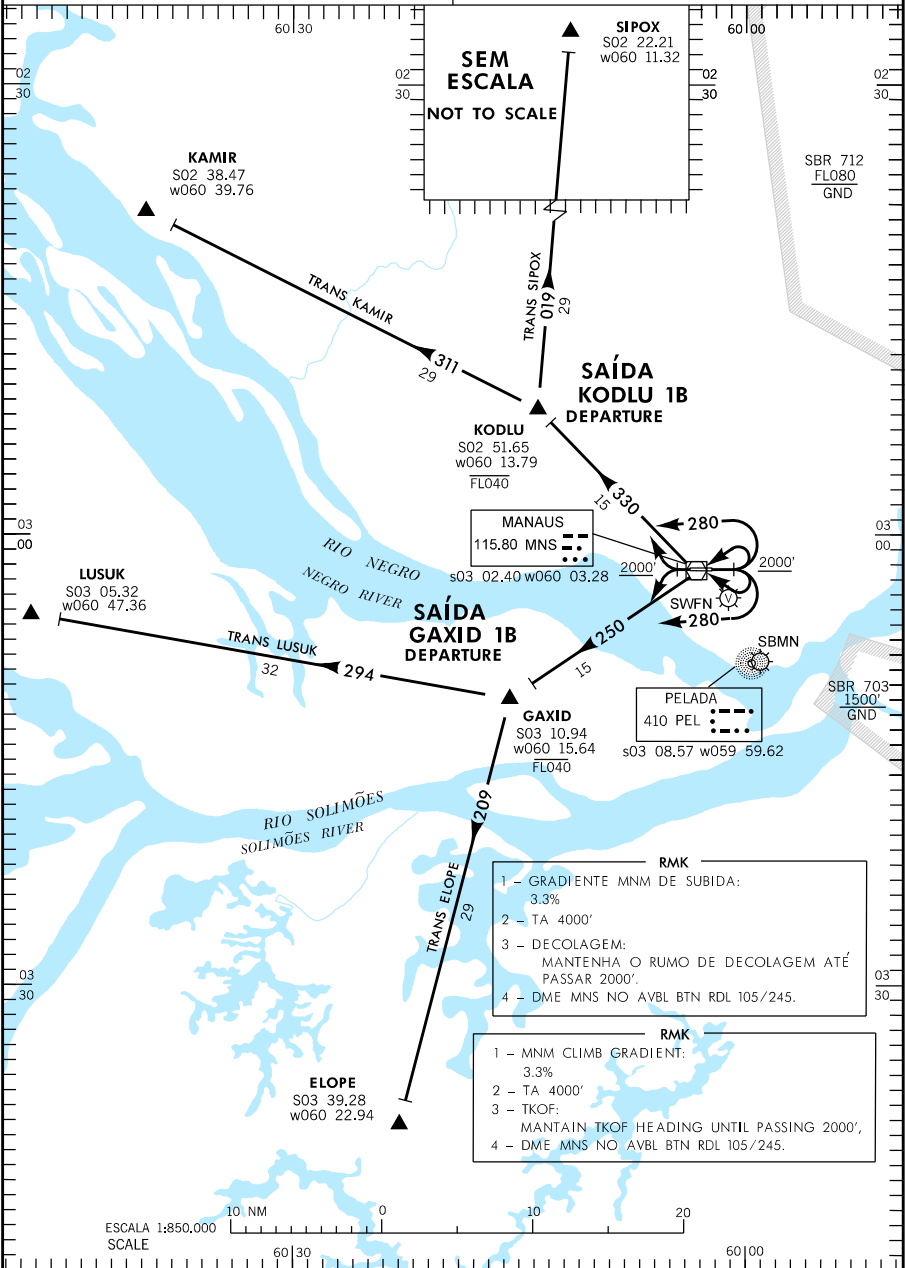 60 30
SEM
ESCALA
NOT TO SCALE
SIPOX
S02 22.21
w060 11.32
60 00
02
30
02
30
02
30
02
30
SBR 712
FL080
GND
KAMIR
S02 38.47
w060 39.76
TRANS KAMIR
311
29
TRANS SIPOX
019
29
SAÍDA
KODLU 1B
DEPARTURE
KODLU
S02 51.65
w060 13.79
FL040
330
15
03
00
03
00
MANAUS
115.80 MNS
s03 02.40 w060 03.28
280
2000'
2000'
280
SWFN
V
RIO NEGRO
NEGRO RIVER
LUSUK
S03 05.32
w060 47.36
TRANS LUSUK
32
294
SAÍDA
GAXID 1B
DEPARTURE
250
15
SBMN
PELADA
410 PEL
s03 08.57 w059 59.62
SBR 703
1500'
GND
GAXID
S03 10.94
w060 15.64
FL040
209
TRANS ELOPE
29
RIO SOLIMÕES
SOLIMÕES RIVER
RMK
1 – GRADIENTE MNM DE SUBIDA:
3.3%
2 – TA 4000'
3 – DECOLAGEM:
MANTENHA O RUMO DE DECOLAGEM ATÉ
PASSAR 2000'.
4 – DME MNS NO AVBL BTN RDL 105/245.
03
30
03
30
RMK
1 – MNM CLIMB GRADIENT:
3.3%
2 – TA 4000'
3 – TKOF:
MANTAIN TKOF HEADING UNTIL PASSING 2000',
4 – DME MNS NO AVBL BTN RDL 105/245.
ELOPE
S03 39.28
w060 22.94
ESCALA 1:850.000
SCALE
10 NM 0 10 20
60 30
60 00